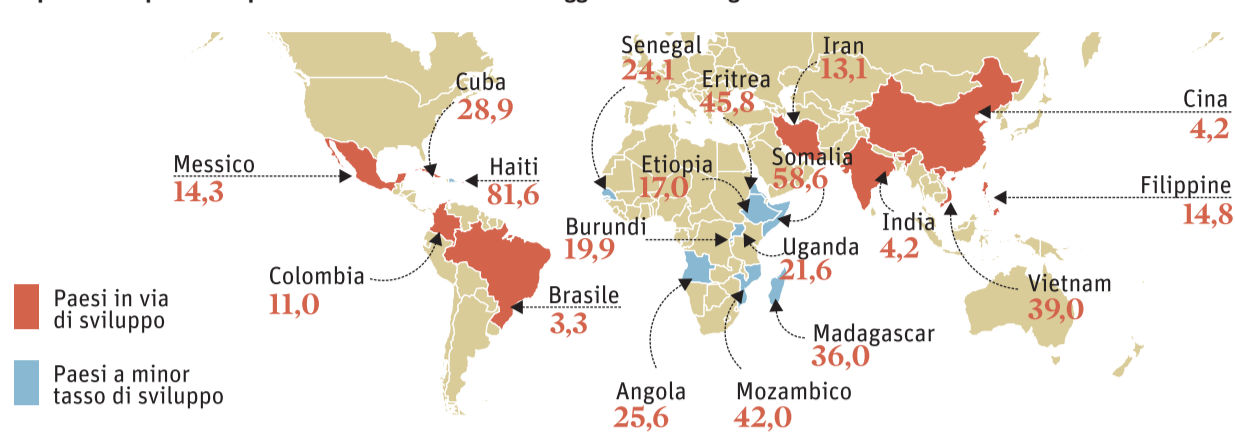 Senegal
24,1
Iran
13,1
Eritrea
45,8
Cuba
28,9
Cina
4,2
Messico
14,3
Haiti
81,6
Etiopia
17,0
Somalia
58,6
Filippine
14,8
Burundi
19,9
India
4,2
Uganda
21,6
Colombia
11,0
Vietnam
39,0
Brasile
3,3
Paesi in via
di sviluppo
Madagascar
36,0
Paesi a minor
tasso di sviluppo
Angola
25,6
Mozambico
42,0